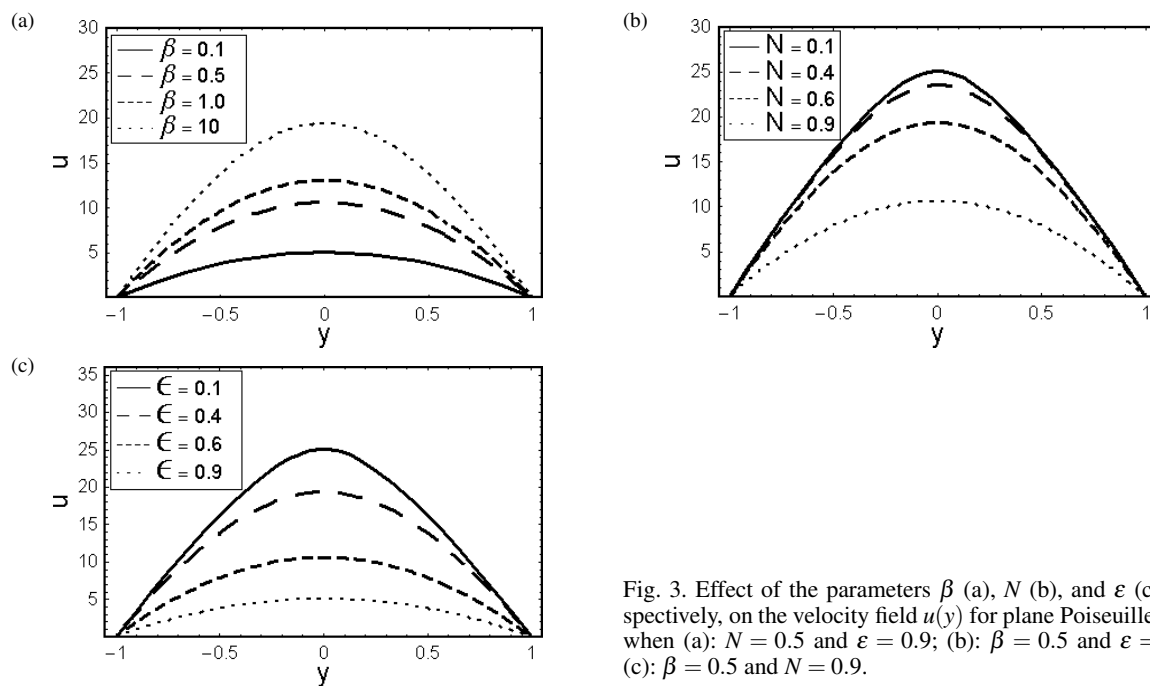 (a)
30
25
20
15
10
5
u
β = 0.1
β = 0.5
β = 1.0
β = 10
−1
−0.5
0
0.5
1
y
(b)
30
25
20
15
10
5
u
N = 0.1
N = 0.4
N = 0.6
N = 0.9
−1
−0.5
0
0.5
1
y
(c)
35
30
25
20
15
10
5
u
ϵ = 0.1
ϵ = 0.4
ϵ = 0.6
ϵ = 0.9
−1
−0.5
0
0.5
1
y
Fig. 3. Effect of the parameters β (a), N (b), and ε (c
spectively, on the velocity field u(y) for plane Poiseuille
when (a): N = 0.5 and ε = 0.9; (b): β = 0.5 and ε =
(c): β = 0.5 and N = 0.9.